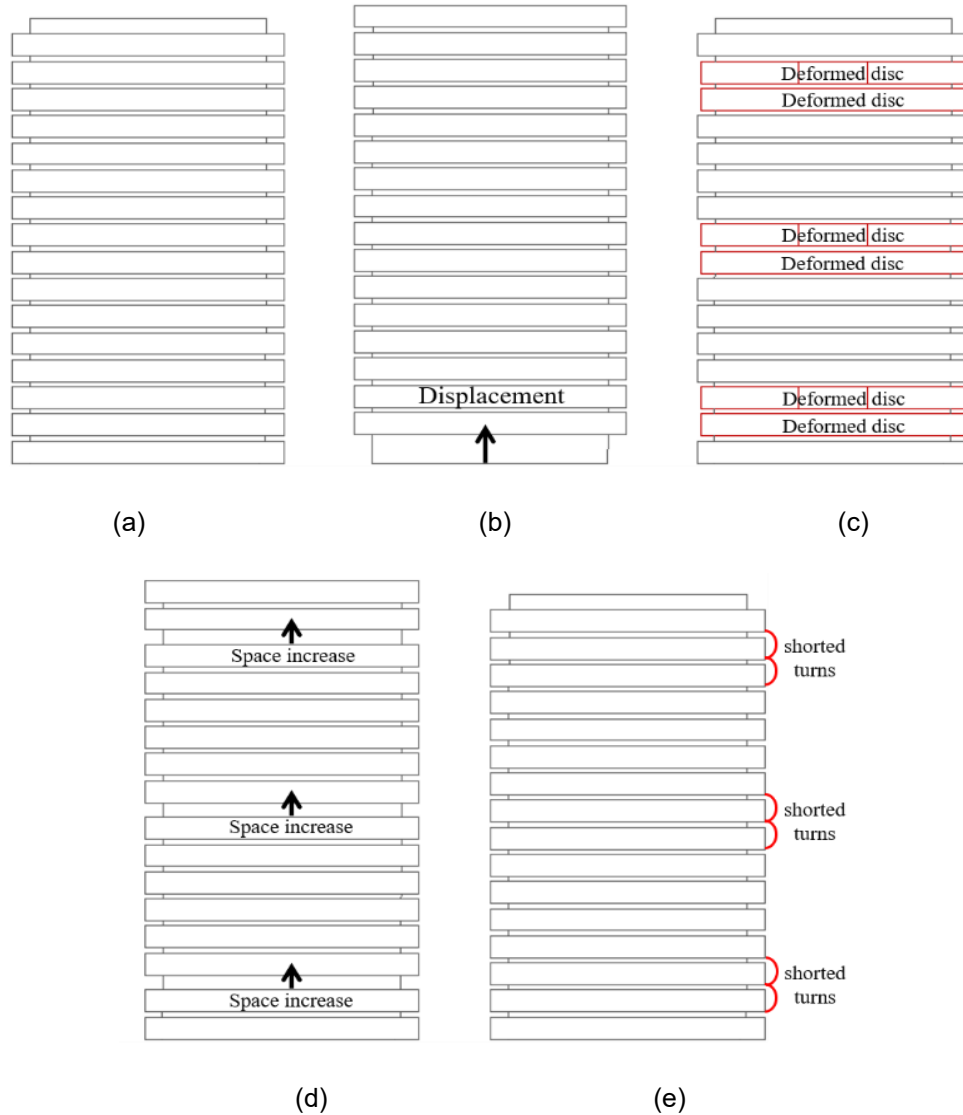 Deformed disc
Deformed disc
Deformed disc
Deformed disc
Displacement
Deformed disc
Deformed disc
(a)
(b)
(c)
Space increase
Space increase
Space increase
shorted
turns
shorted
turns
shorted
turns
(d)
(e)